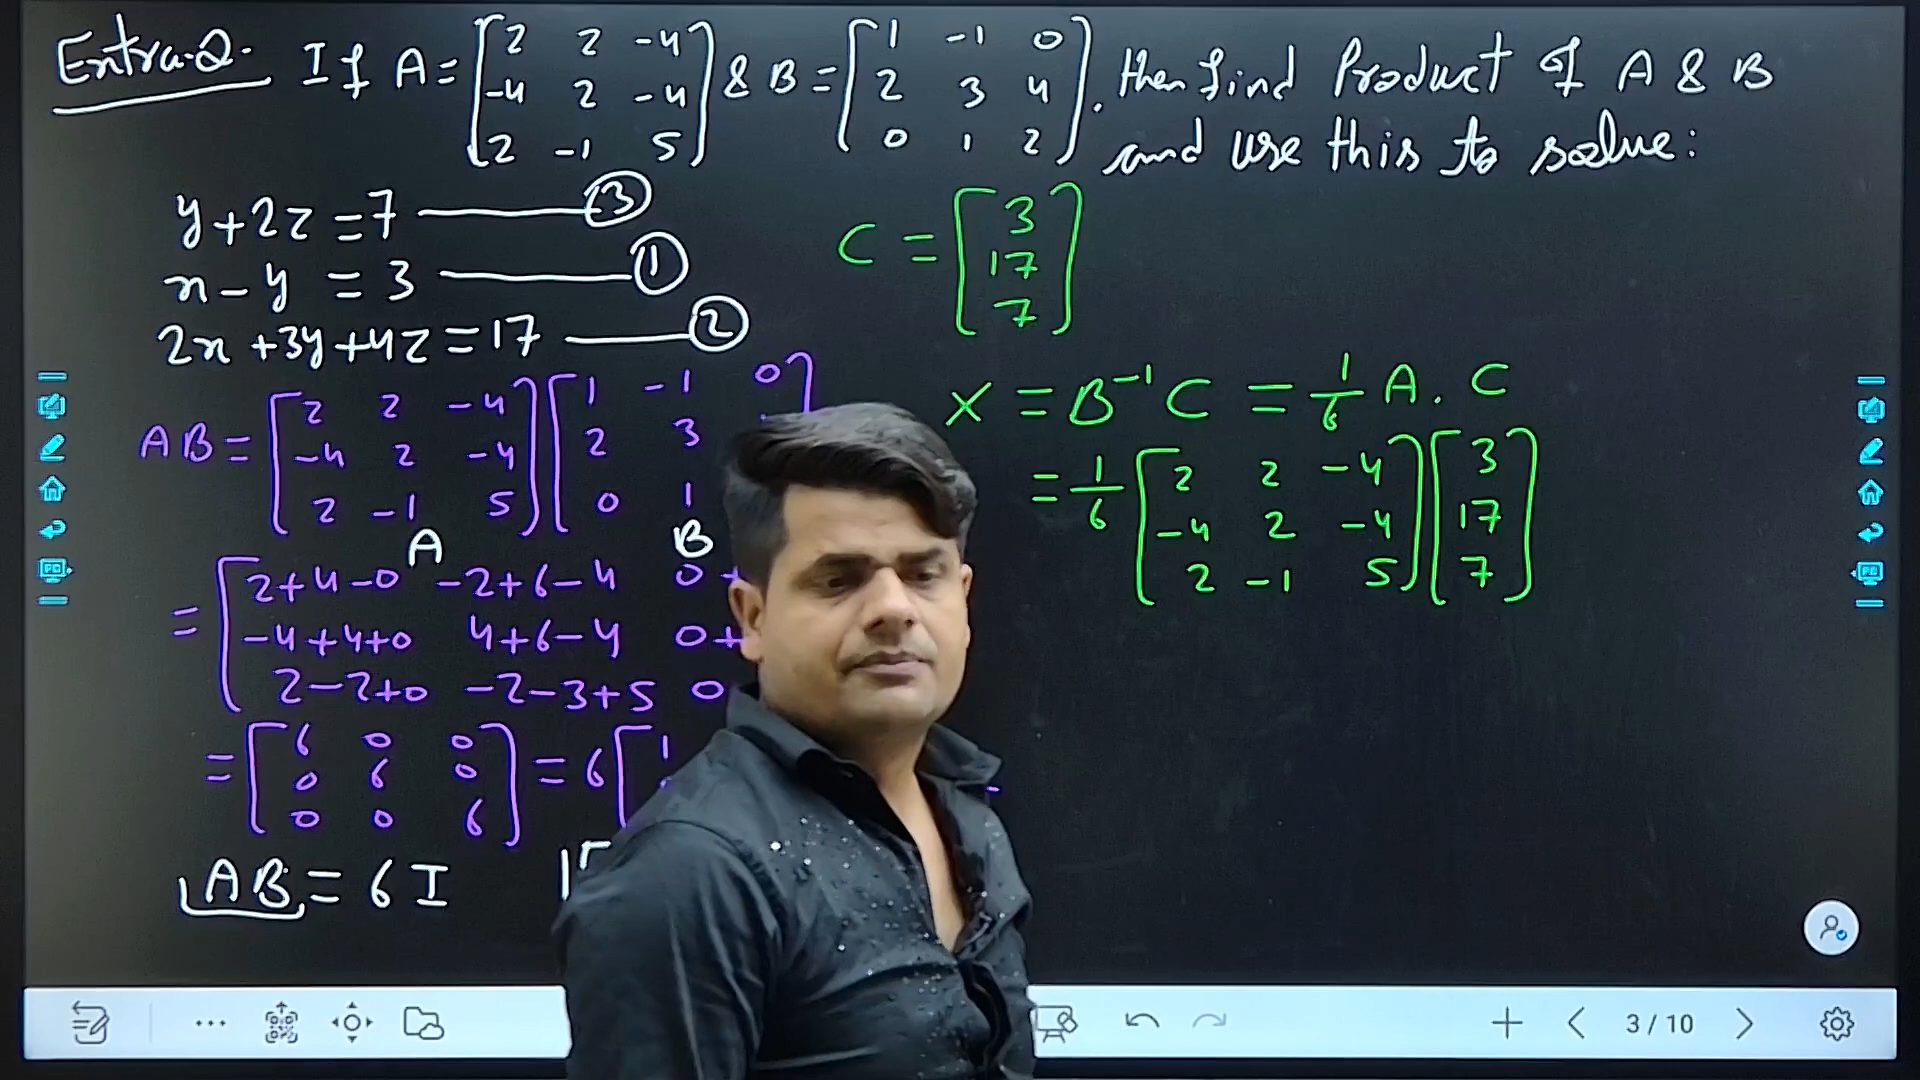 Extra.Q. If A = [2 2 -4; -4 2 -4; 2 -1 5] & B = [1 -1 0; 2 3 4; 0 1 2]. then find Product of A & B
and use this to solve:
y+2z = 7 ——— ③
x-y = 3 ——— ①
2x+3y+4z = 17 ——— ②
AB = [2 2 -4; -4 2 -4; 2 -1 5] [1 -1 0; 2 3; 0 1
A B
= [2+4-0 -2+6-4 0+
-4+4+0 4+6-4 0+
2-2+0 -2-3+5 0
= [6 0 0; 0 6 0; 0 0 6] = 6 [1
AB = 6I
C = [3; 17; 7]
X = B⁻¹C = 1/6 A. C
= 1/6 [2 2 -4; -4 2 -4; 2 -1 5] [3; 17; 7]
3/10